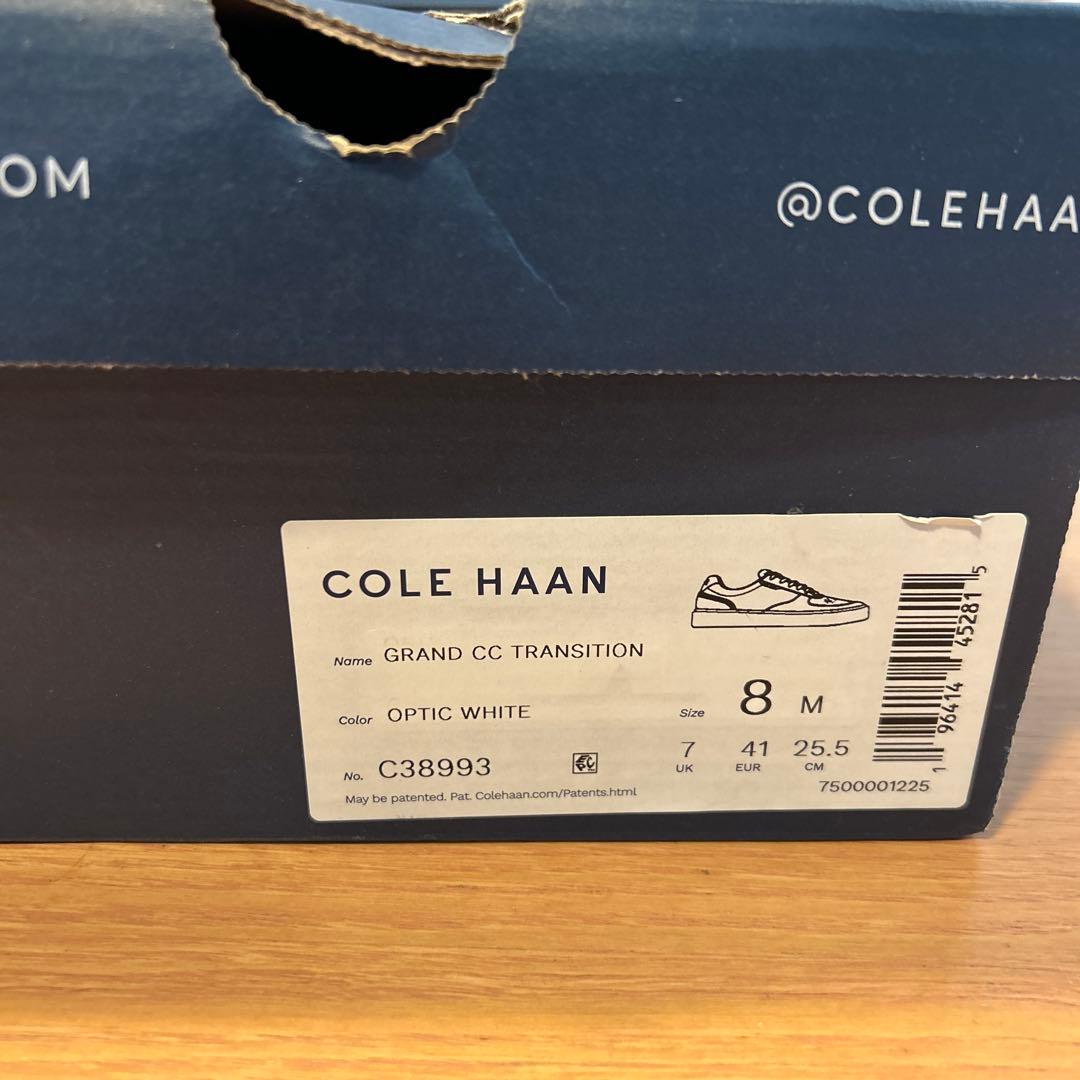 OM
@COLEHAA
COLE HAAN
Name GRAND CC TRANSITION
Color OPTIC WHITE
Size 8 M
No. C38993
7 41 25.5
UK EUR CM
May be patented. Pat. Colehaan.com/Patents.html
7500001225
1 96414 45281 5